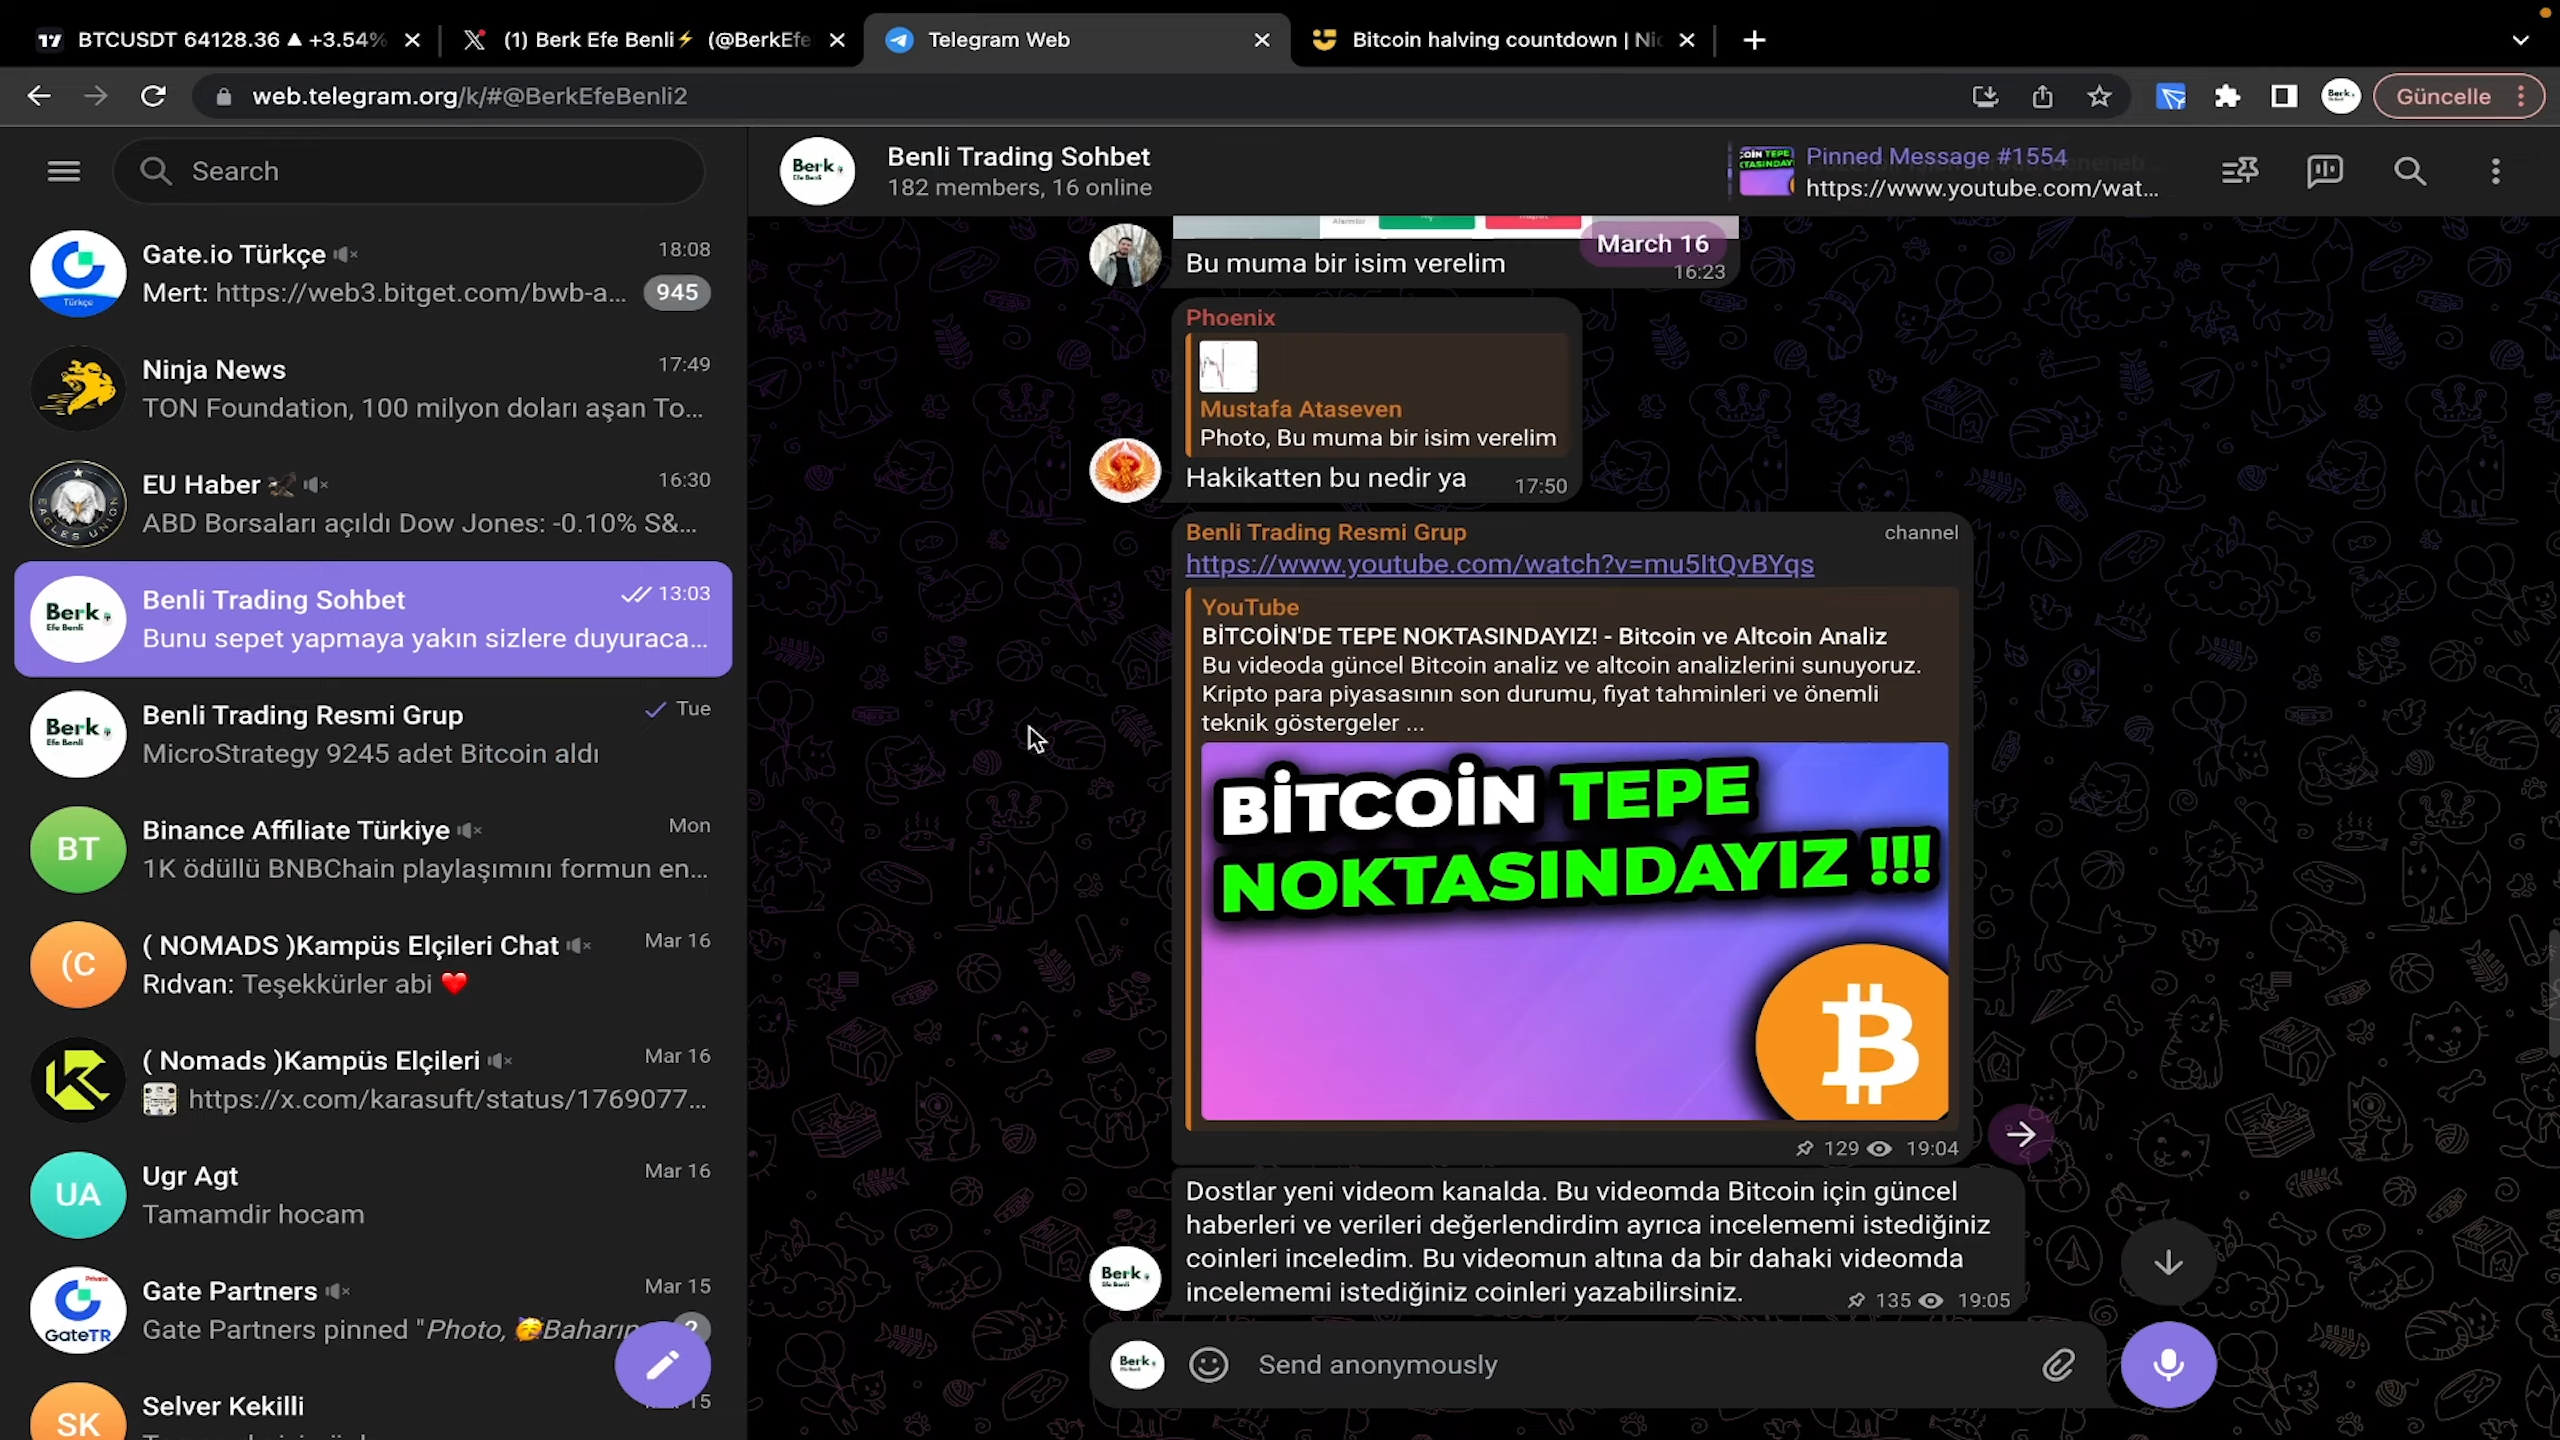 BTCUSDT 64128.36 ▲ +3.54%
(1) Berk Efe Benli⚡ (@BerkEfe
Telegram Web
Bitcoin halving countdown | Nic
web.telegram.org/k/#@BerkEfeBenli2
Güncelle
Search
Gate.io Türkçe
18:08
Mert: https://web3.bitget.com/bwb-a...
945
Ninja News
17:49
TON Foundation, 100 milyon doları aşan To...
EU Haber
16:30
ABD Borsaları açıldı Dow Jones: -0.10% S&...
Benli Trading Sohbet
13:03
Bunu sepet yapmaya yakın sizlere duyuraca...
Benli Trading Resmi Grup
Tue
MicroStrategy 9245 adet Bitcoin aldı
BT
Binance Affiliate Türkiye
Mon
1K ödüllü BNBChain playlaşımını formun en...
(C
( NOMADS )Kampüs Elçileri Chat
Mar 16
Rıdvan: Teşekkürler abi ❤️
( Nomads )Kampüs Elçileri
Mar 16
https://x.com/karasuft/status/1769077...
UA
Ugr Agt
Mar 16
Tamamdir hocam
GateTR
Gate Partners
Mar 15
Gate Partners pinned "Photo, 🥳Baharın
2
SK
Selver Kekilli
15
Berk
Efe Benli
Benli Trading Sohbet
182 members, 16 online
Pinned Message #1554
https://www.youtube.com/wat...
March 16
Bu muma bir isim verelim
16:23
Phoenix
Mustafa Ataseven
Photo, Bu muma bir isim verelim
Hakikatten bu nedir ya
17:50
Benli Trading Resmi Grup
channel
https://www.youtube.com/watch?v=mu5ltQvBYqs
YouTube
BİTCOİN'DE TEPE NOKTASINDAYIZ! - Bitcoin ve Altcoin Analiz
Bu videoda güncel Bitcoin analiz ve altcoin analizlerini sunuyoruz.
Kripto para piyasasının son durumu, fiyat tahminleri ve önemli
teknik göstergeler ...
BİTCOİN TEPE
NOKTASINDAYIZ !!!
129
19:04
Dostlar yeni videom kanalda. Bu videomda Bitcoin için güncel
haberleri ve verileri değerlendirdim ayrıca incelememi istediğiniz
coinleri inceledim. Bu videomun altına da bir dahaki videomda
incelememi istediğiniz coinleri yazabilirsiniz.
135
19:05
Send anonymously